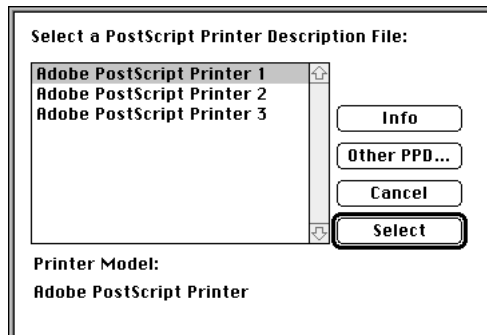 Select a PostScript Printer Description File:
Adobe PostScript Printer 1
Adobe PostScript Printer 2
Adobe PostScript Printer 3
Info
Other PPD...
Cancel
Select
Printer Model:
Adobe PostScript Printer